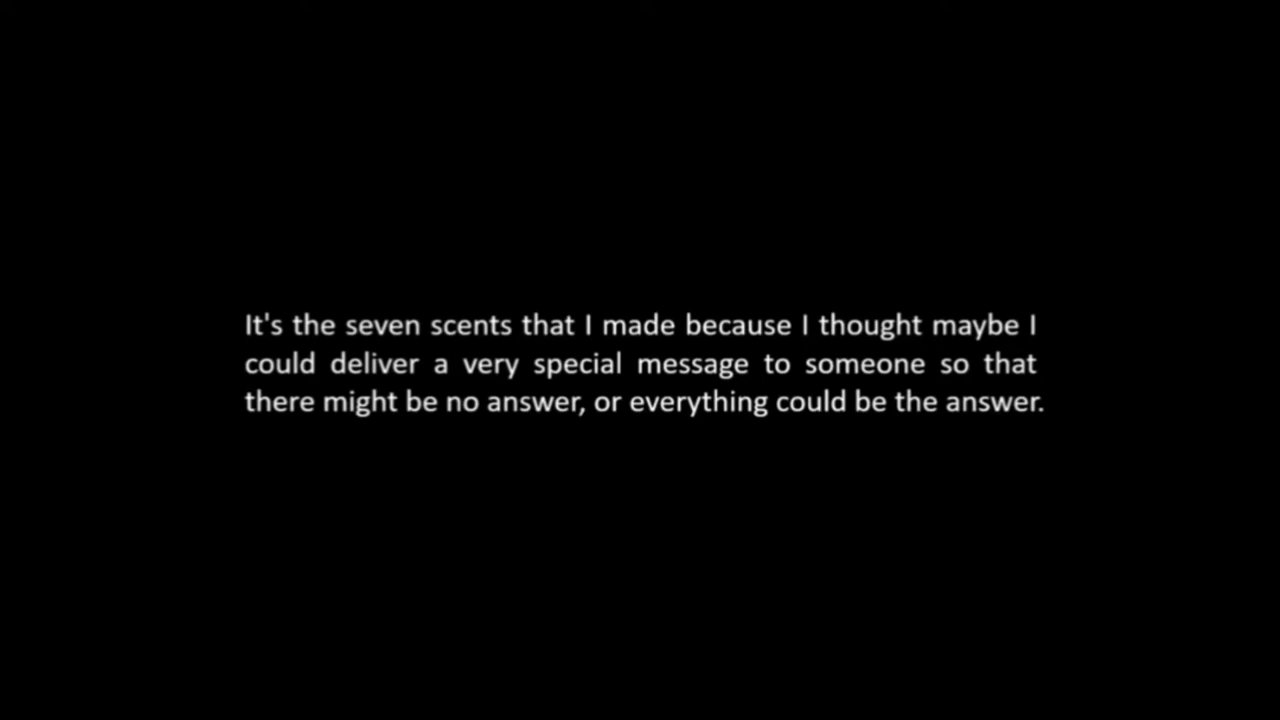 It's the seven scents that I made because I thought maybe I
could deliver a very special message to someone so that
there might be no answer, or everything could be the answer.